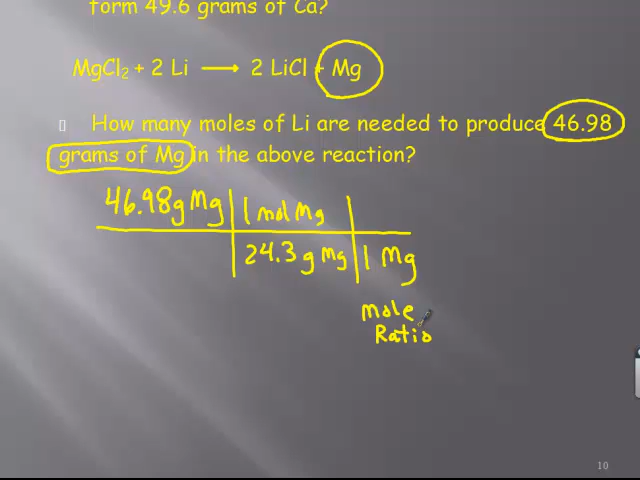 form 49.6 grams of Ca?
MgCl₂ + 2 Li ⟶ 2 LiCl + Mg
How many moles of Li are needed to produce 46.98
grams of Mg in the above reaction?
46.98g Mg | 1 mol Mg |
24.3 g Mg | 1 Mg
mole
Ratio
10